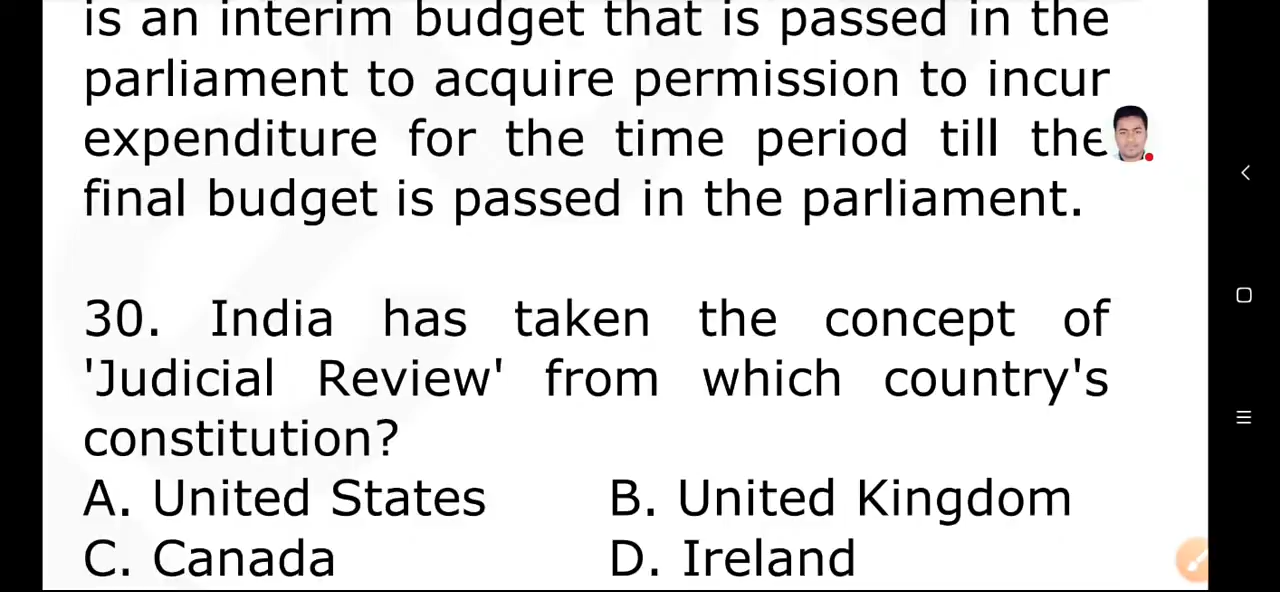 is an interim budget that is passed in the
parliament to acquire permission to incur
expenditure for the time period till the
final budget is passed in the parliament.
30. India has taken the concept of
'Judicial Review' from which country's
constitution?
A. United States B. United Kingdom
C. Canada D. Ireland